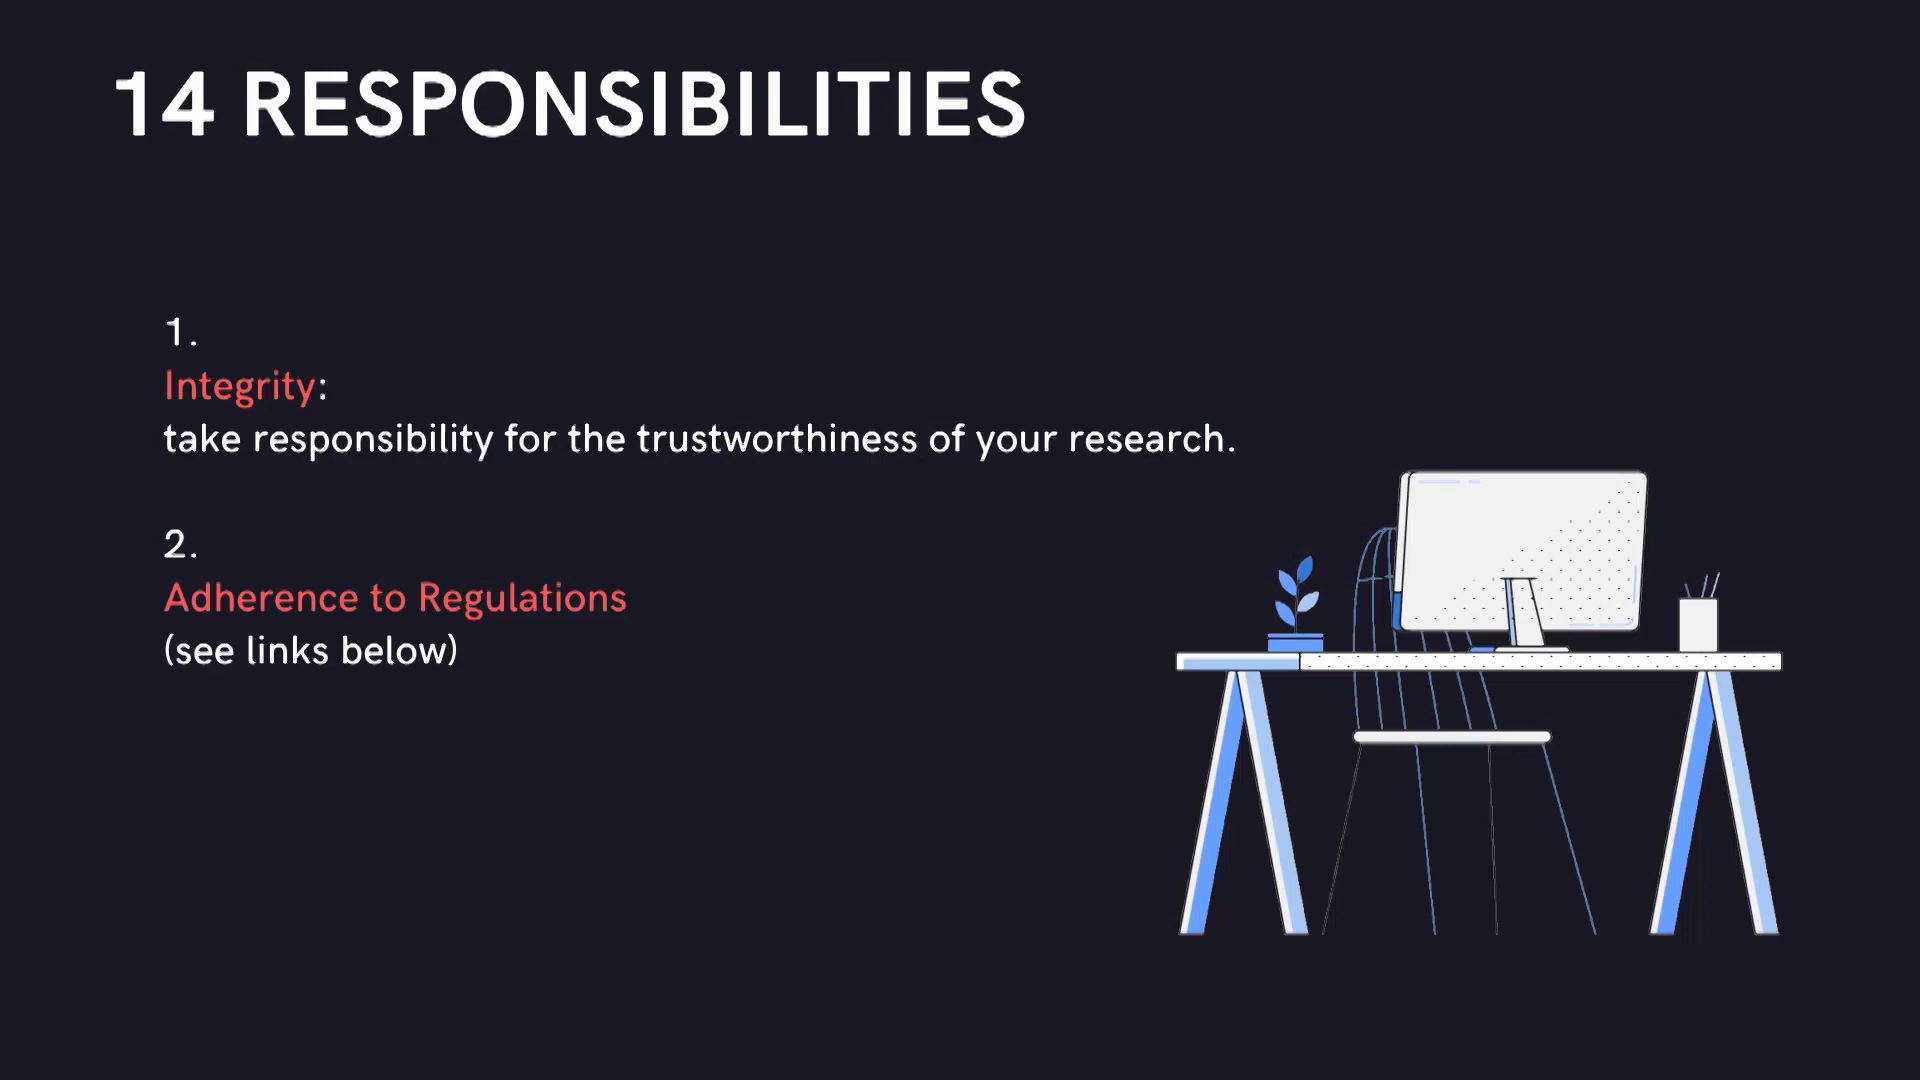 14 RESPONSIBILITIES
1.
Integrity:
take responsibility for the trustworthiness of your research.
2.
Adherence to Regulations
(see links below)